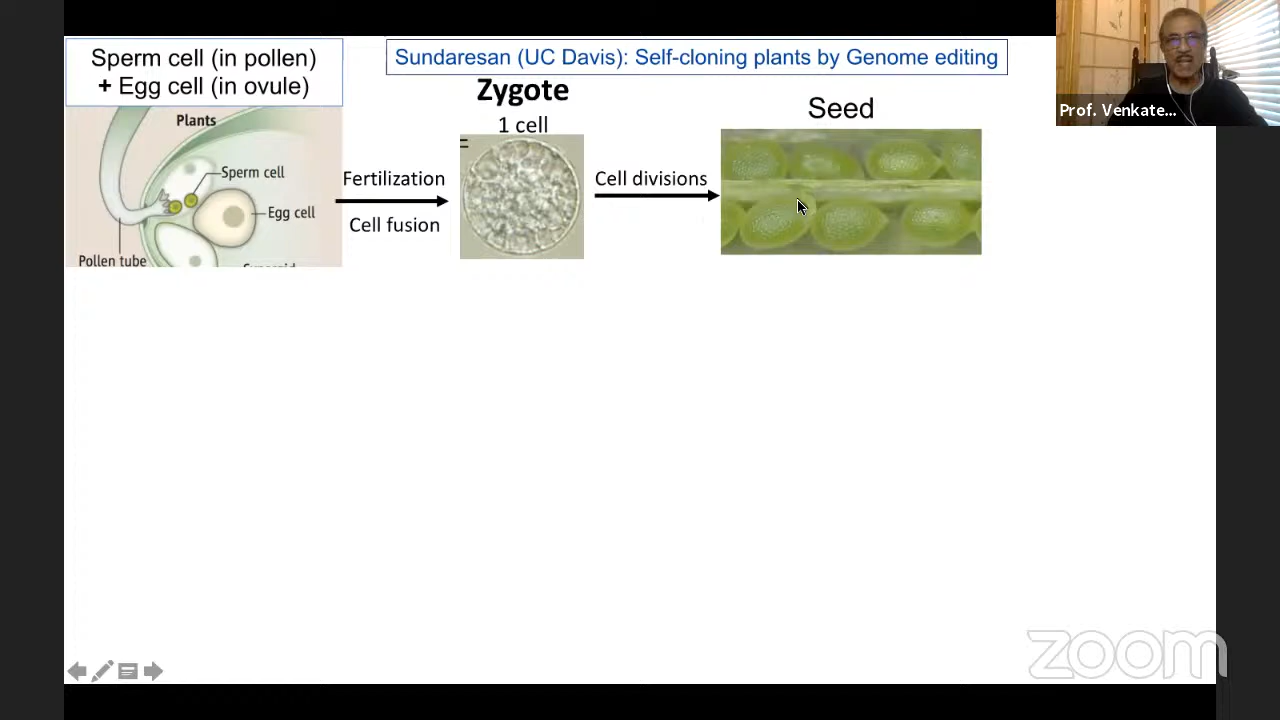 Sperm cell (in pollen)
+ Egg cell (in ovule)
Sundaresan (UC Davis): Self-cloning plants by Genome editing
Prof. Venkate...
Plants
Sperm cell
Egg cell
Pollen tube
Fertilization
Cell fusion
Zygote
1 cell
=
Cell divisions
Seed
zoom